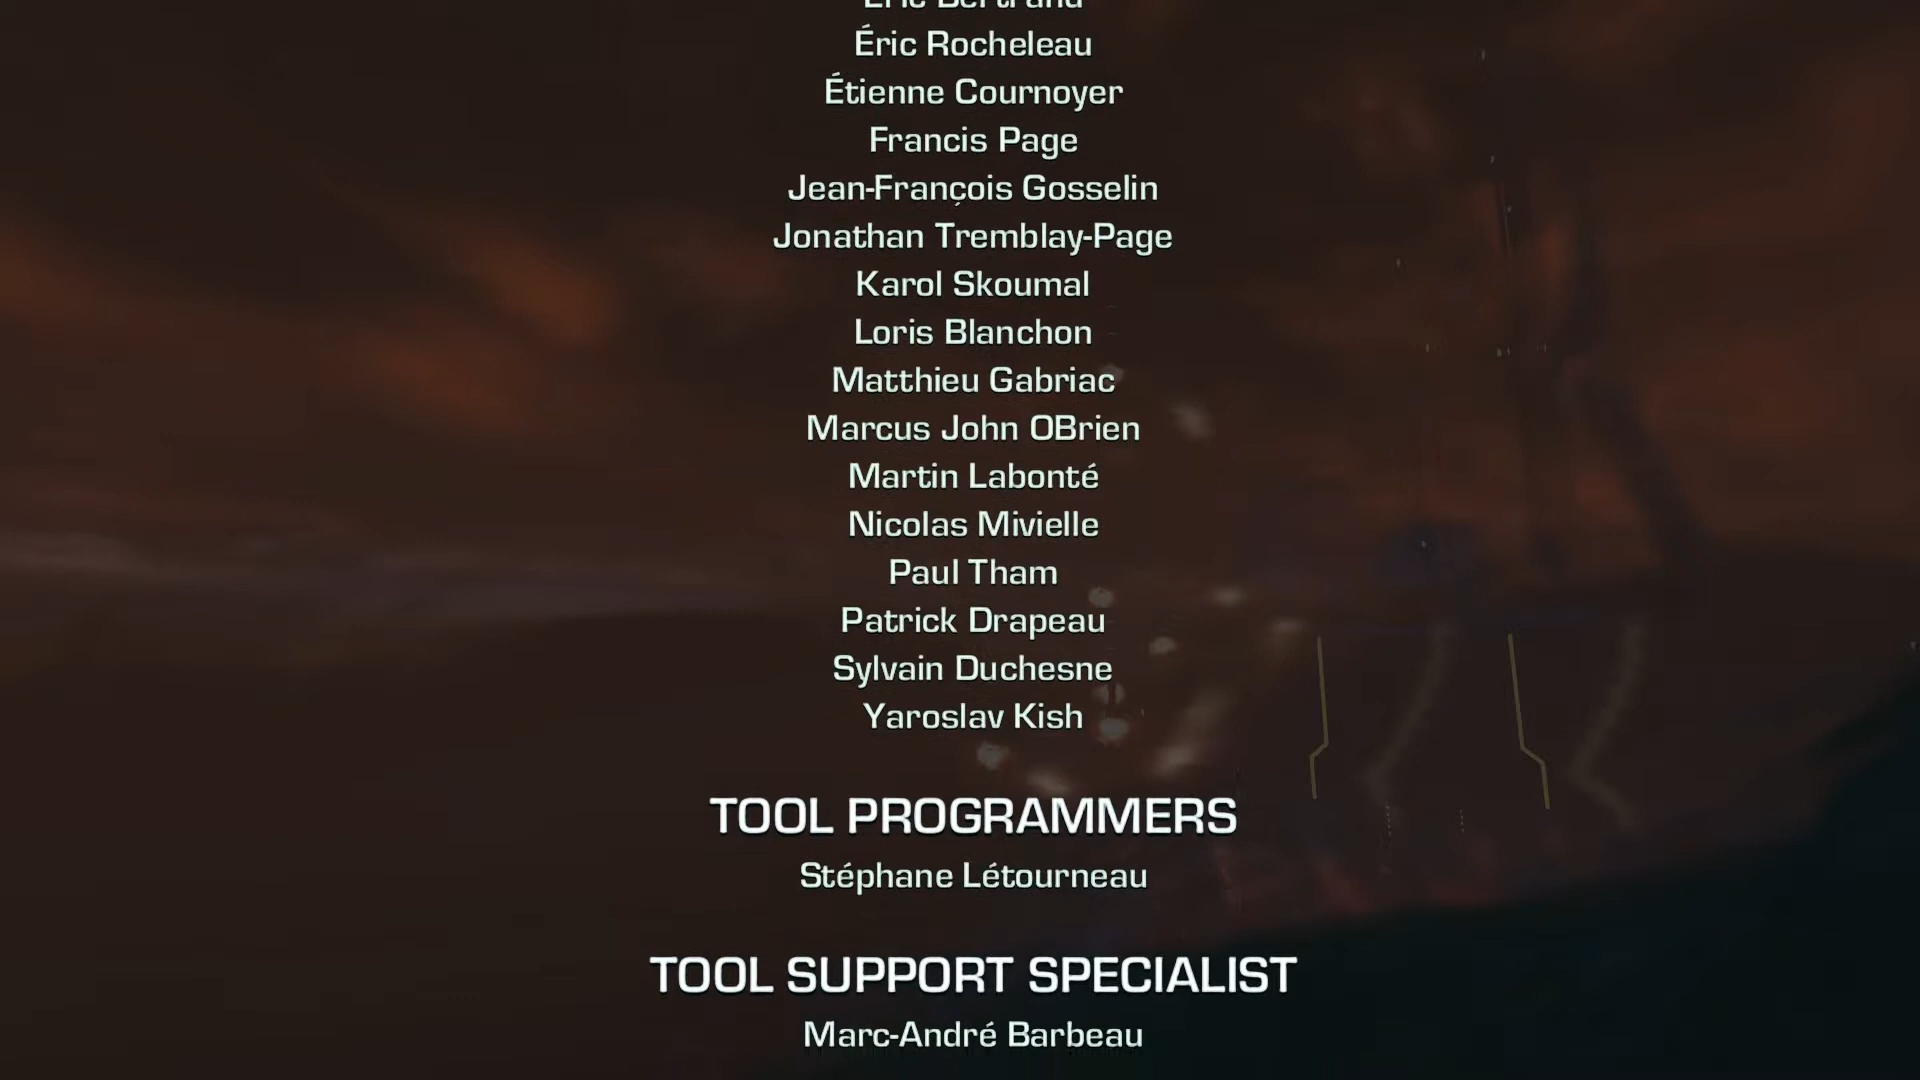 Eric Bertrand
Éric Rocheleau
Étienne Cournoyer
Francis Page
Jean-François Gosselin
Jonathan Tremblay-Page
Karol Skoumal
Loris Blanchon
Matthieu Gabriac
Marcus John OBrien
Martin Labonté
Nicolas Mivielle
Paul Tham
Patrick Drapeau
Sylvain Duchesne
Yaroslav Kish
TOOL PROGRAMMERS
Stéphane Létourneau
TOOL SUPPORT SPECIALIST
Marc-André Barbeau